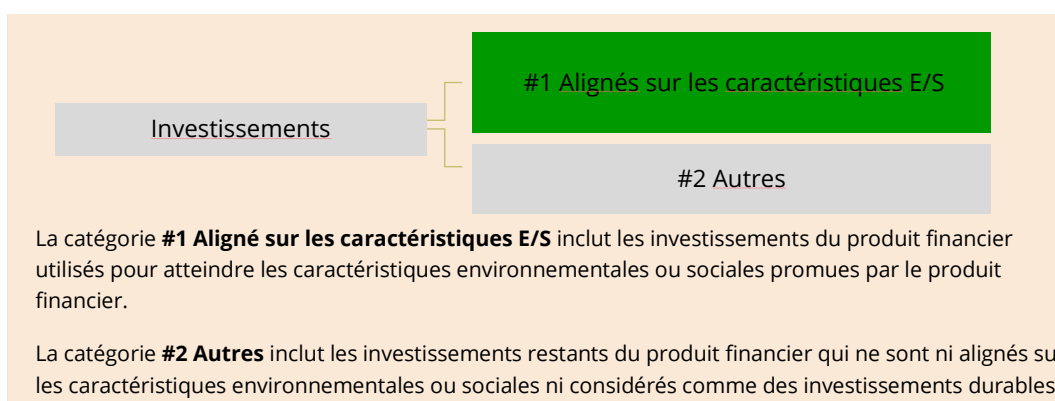 #1 Alignés sur les caractéristiques E/S
Investissements
#2 Autres
La catégorie #1 Aligné sur les caractéristiques E/S inclut les investissements du produit financier
utilisés pour atteindre les caractéristiques environnementales ou sociales promues par le produit
financier.
La catégorie #2 Autres inclut les investissements restants du produit financier qui ne sont ni alignés su
les caractéristiques environnementales ou sociales ni considérés comme des investissements durables